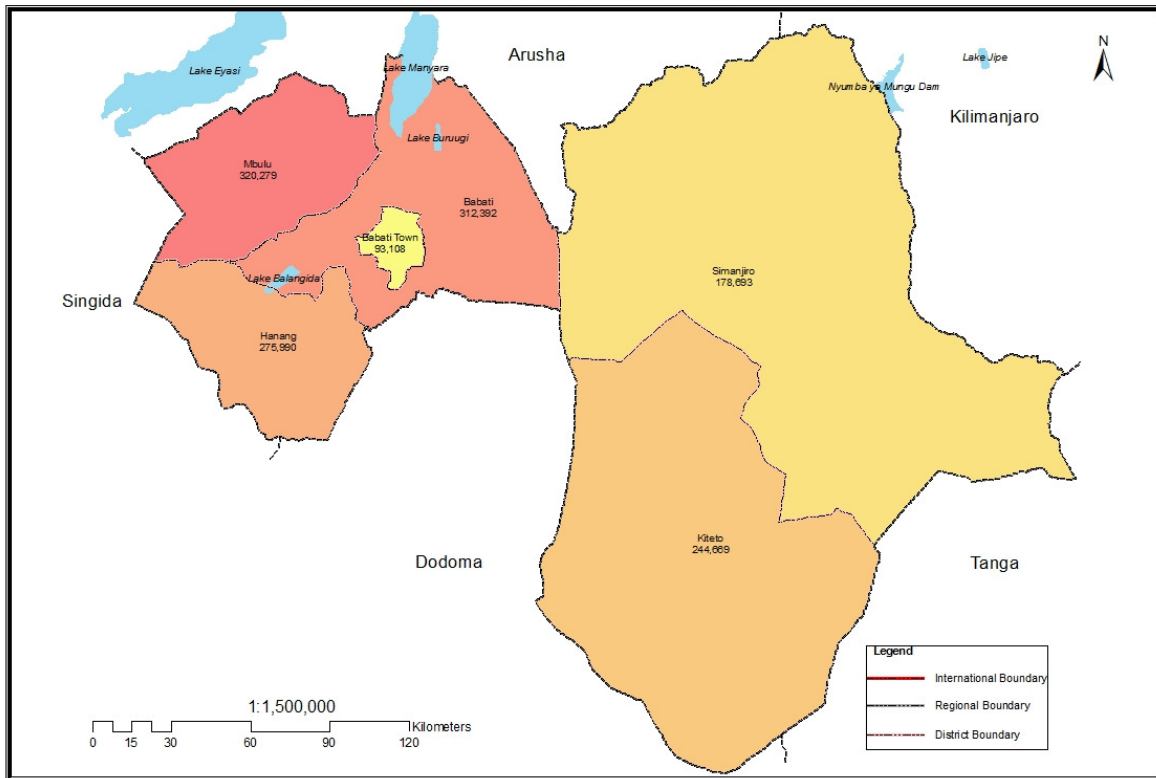 Arusha
N
Lake Eyasi
Lake Manyara
Lake Jipe
Nyumba ya Mungu Dam
Kilimanjaro
Lake Buruugi
Mbulu
320,279
Babati
312,392
Babati Town
93,108
Simanjiro
178,693
Lake Balangida
Singida
Hanang
275,990
Kiteto
244,669
Dodoma
Tanga
Legend
International Boundary
Regional Boundary
District Boundary
1:1,500,000
Kilometers
0 15 30 60 90 120